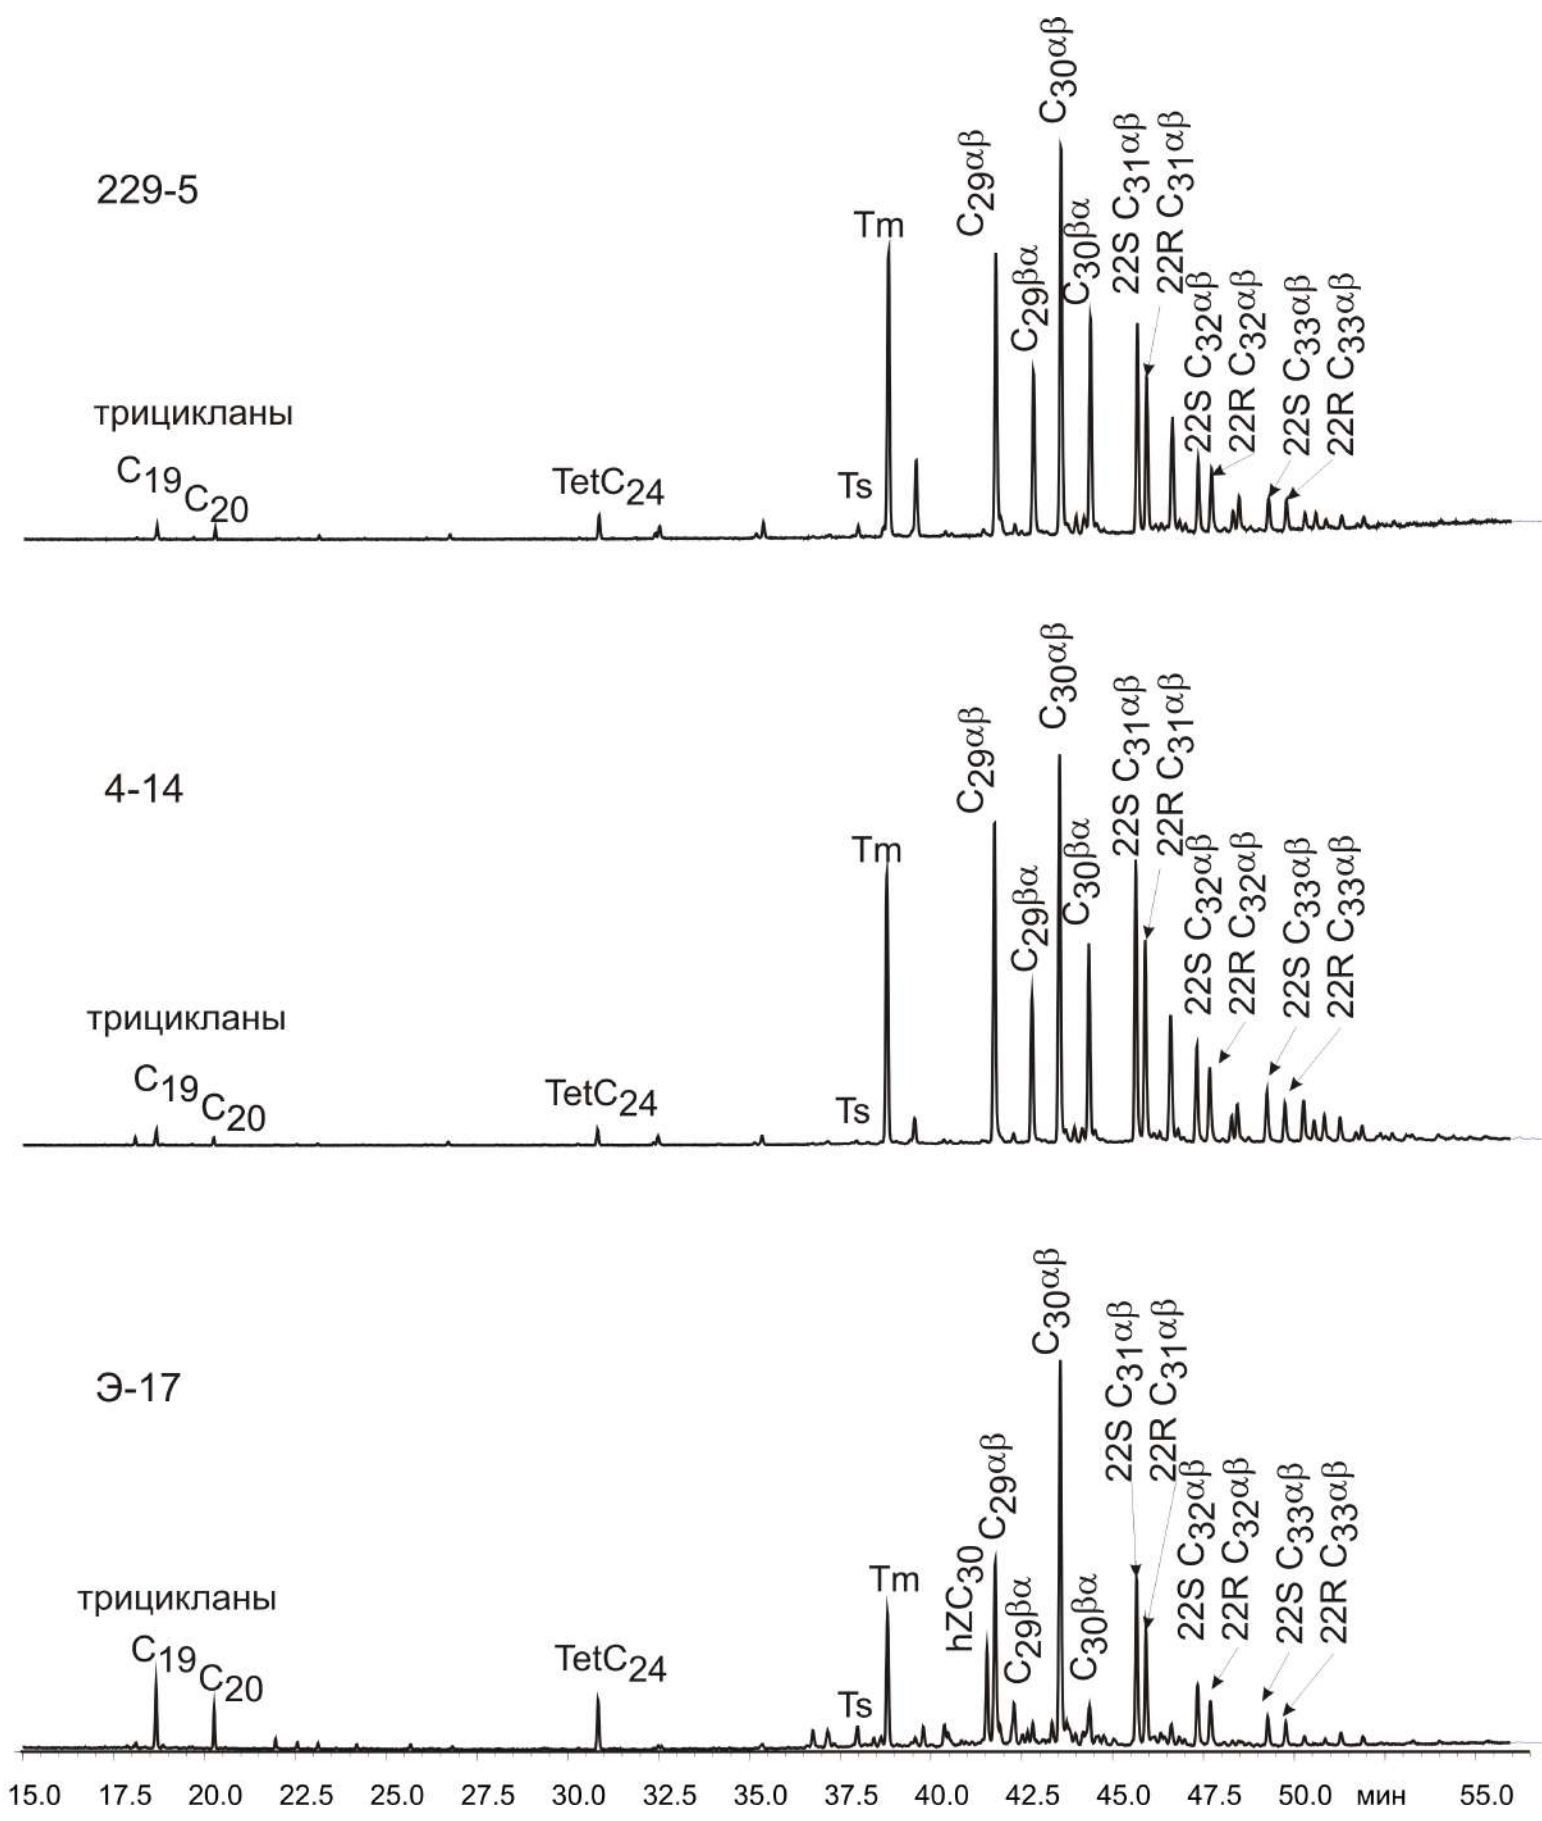 229-5
трицикланы
C19
C20
TetC24
Ts
Tm
C29αβ
C29βα
C30αβ
C30βα
22S C31αβ
22R C31αβ
22S C32αβ
22R C32αβ
22S C33αβ
22R C33αβ
4-14
трицикланы
C19
C20
TetC24
Ts
Tm
C29αβ
C29βα
C30αβ
C30βα
22S C31αβ
22R C31αβ
22S C32αβ
22R C32αβ
22S C33αβ
22R C33αβ
Э-17
трицикланы
C19
C20
TetC24
Ts
Tm
hZC30
C29αβ
C29βα
C30αβ
C30βα
22S C31αβ
22R C31αβ
22S C32αβ
22R C32αβ
22S C33αβ
22R C33αβ
15.0 17.5 20.0 22.5 25.0 27.5 30.0 32.5 35.0 37.5 40.0 42.5 45.0 47.5 50.0 мин 55.0